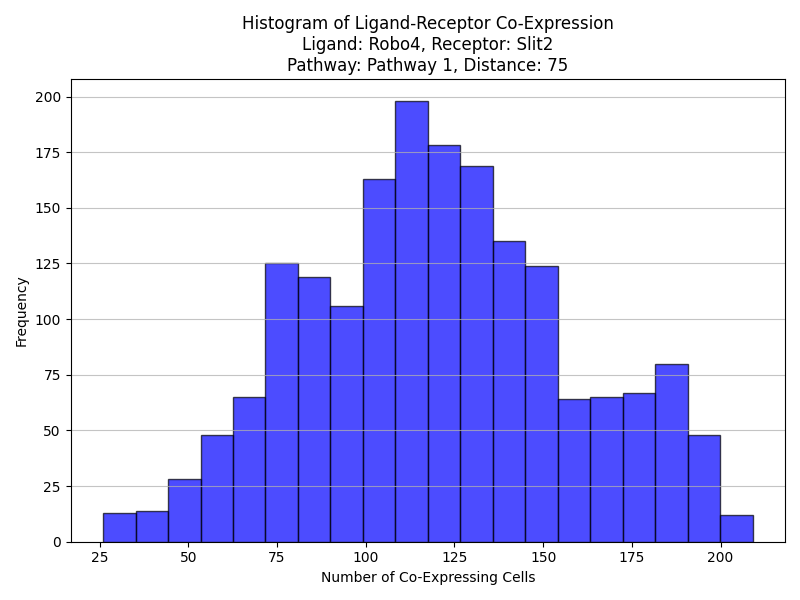 Histogram of Ligand-Receptor Co-Expression
Ligand: Robo4, Receptor: Slit2
Pathway: Pathway 1, Distance: 75
200
175
150
125
100
75
50
25
0
Frequency
25 50 75 100 125 150 175 200
Number of Co-Expressing Cells